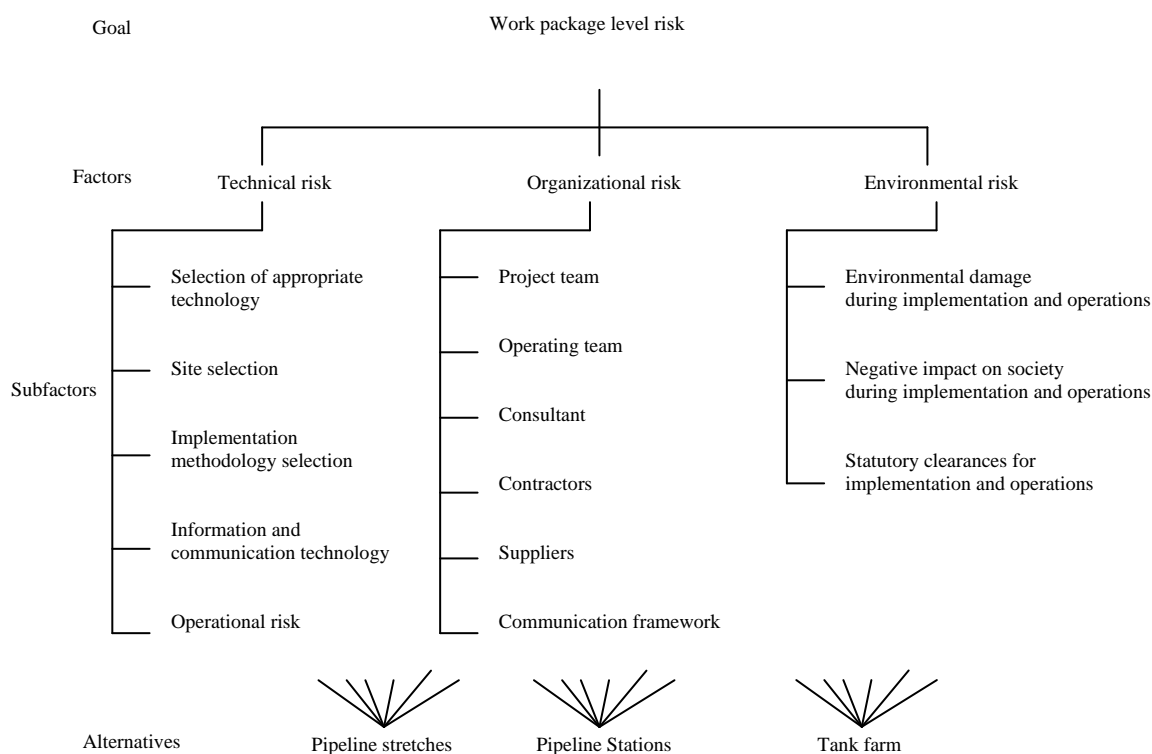 Goal
Work package level risk
Factors
Technical risk
Organizational risk
Environmental risk
Subfactors
Selection of appropriate
technology
Site selection
Implementation
methodology selection
Information and
communication technology
Operational risk
Project team
Operating team
Consultant
Contractors
Suppliers
Communication framework
Environmental damage
during implementation and operations
Negative impact on society
during implementation and operations
Statutory clearances for
implementation and operations
Alternatives
Pipeline stretches
Pipeline Stations
Tank farm